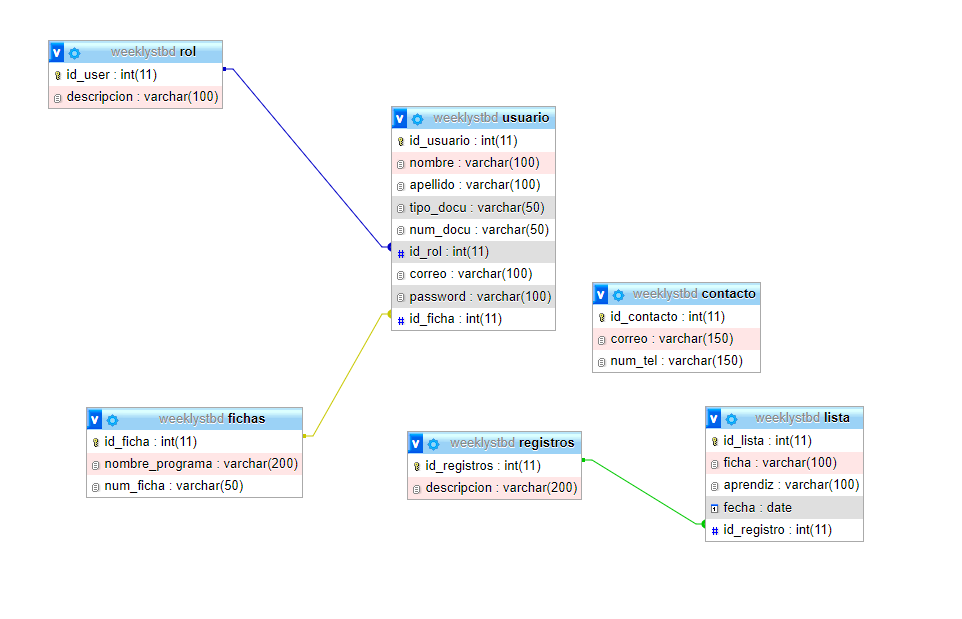 weeklystbd rol
id_user : int(11)
descripcion : varchar(100)
weeklystbd usuario
id_usuario : int(11)
nombre : varchar(100)
apellido : varchar(100)
tipo_docu : varchar(50)
num_docu : varchar(50)
id_rol : int(11)
correo : varchar(100)
password : varchar(100)
id_ficha : int(11)
weeklystbd contacto
id_contacto : int(11)
correo : varchar(150)
num_tel : varchar(150)
weeklystbd fichas
id_ficha : int(11)
nombre_programa : varchar(200)
num_ficha : varchar(50)
weeklystbd registros
id_registros : int(11)
descripcion : varchar(200)
weeklystbd lista
id_lista : int(11)
ficha : varchar(100)
aprendiz : varchar(100)
fecha : date
id_registro : int(11)